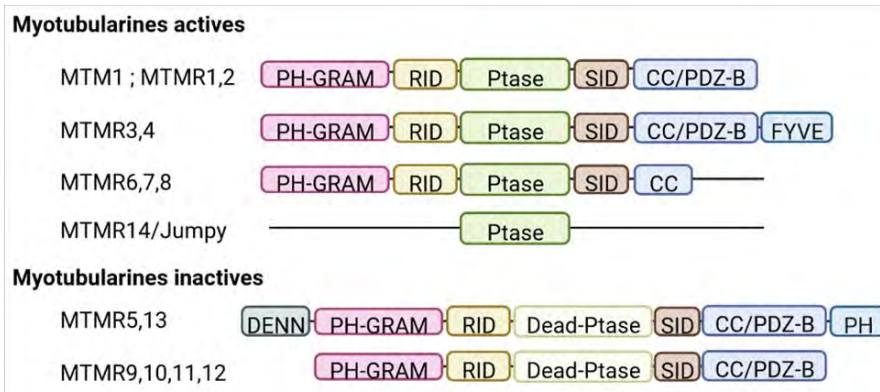 Myotubularines actives
MTM1 ; MTMR1,2 PH-GRAM RID Ptase SID CC/PDZ-B
MTMR3,4 PH-GRAM RID Ptase SID CC/PDZ-B FYVE
MTMR6,7,8 PH-GRAM RID Ptase SID CC
MTMR14/Jumpy Ptase
Myotubularines inactives
MTMR5,13 DENN PH-GRAM RID Dead-Ptase SID CC/PDZ-B PH
MTMR9,10,11,12 PH-GRAM RID Dead-Ptase SID CC/PDZ-B